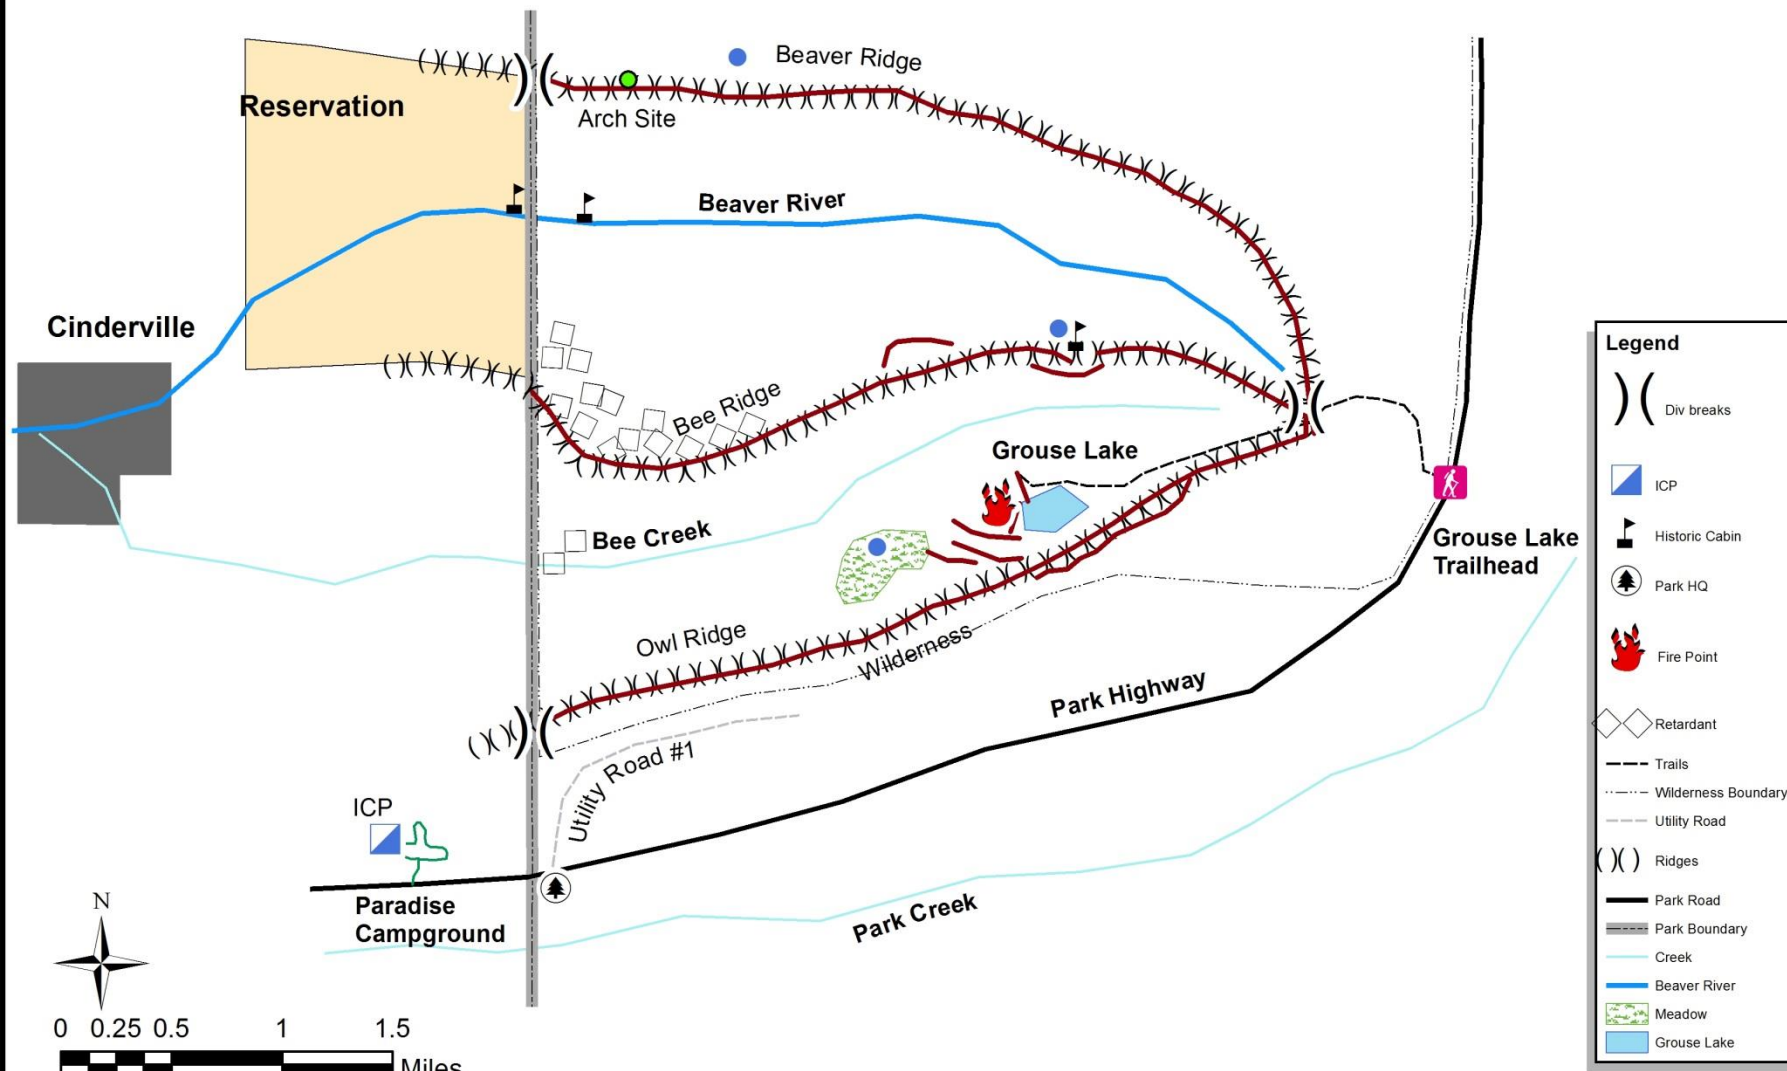 Beaver Ridge
Reservation
Arch Site
Beaver River
Cinderville
Bee Ridge
Grouse Lake
Bee Creek
Grouse Lake
Trailhead
Owl Ridge
Wilderness
Park Highway
Utility Road #1
ICP
Paradise
Campground
Park Creek
N
0 0.25 0.5 1 1.5
Miles
Legend
Div breaks
ICP
Historic Cabin
Park HQ
Fire Point
Retardant
Trails
Wilderness Boundary
Utility Road
Ridges
Park Road
Park Boundary
Creek
Beaver River
Meadow
Grouse Lake